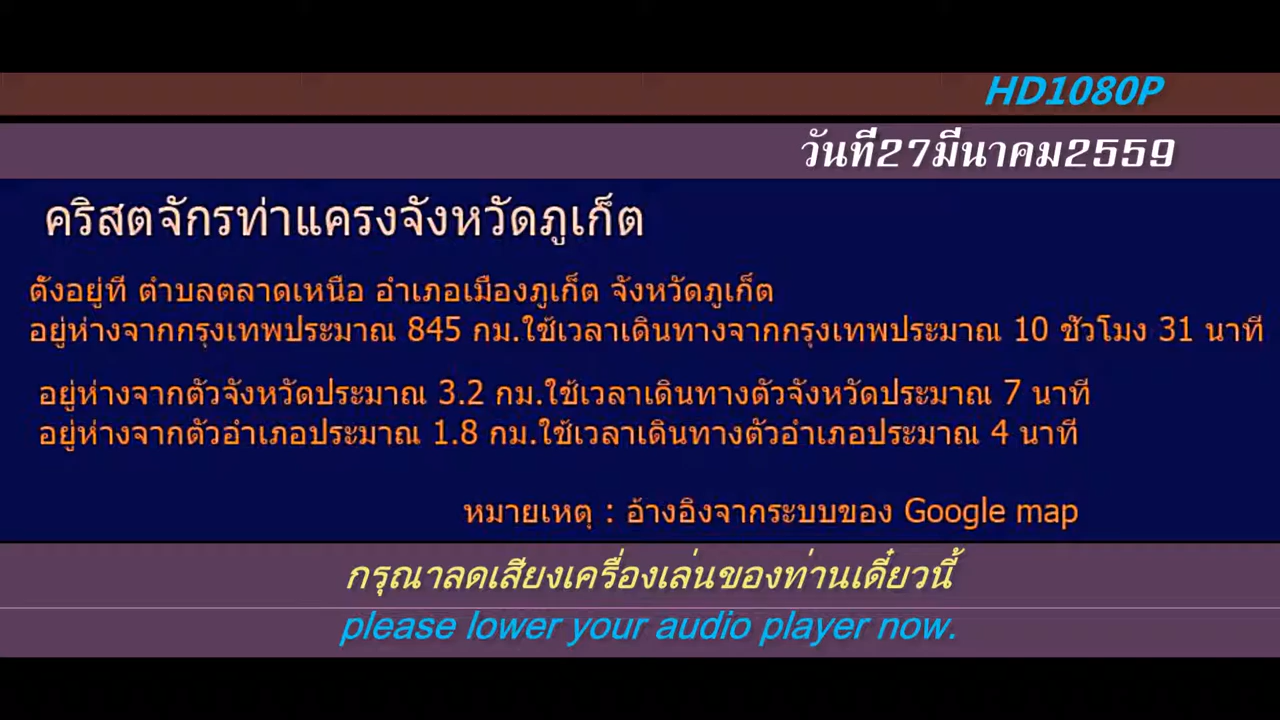 HD1080P
วันที่27มีนาคม2559
คริสตจักรท่าแครงจังหวัดภูเก็ต
ตั้งอยู่ที่ ตำบลตลาดเหนือ อำเภอเมืองภูเก็ต จังหวัดภูเก็ต
อยู่ห่างจากกรุงเทพประมาณ 845 กม.ใช้เวลาเดินทางจากกรุงเทพประมาณ 10 ชั่วโมง 31 นาที
อยู่ห่างจากตัวจังหวัดประมาณ 3.2 กม.ใช้เวลาเดินทางตัวจังหวัดประมาณ 7 นาที
อยู่ห่างจากตัวอำเภอประมาณ 1.8 กม.ใช้เวลาเดินทางตัวอำเภอประมาณ 4 นาที
หมายเหตุ : อ้างอิงจากระบบของ Google map
กรุณาลดเสียงเครื่องเล่นของท่านเดี๋ยวนี้
please lower your audio player now.